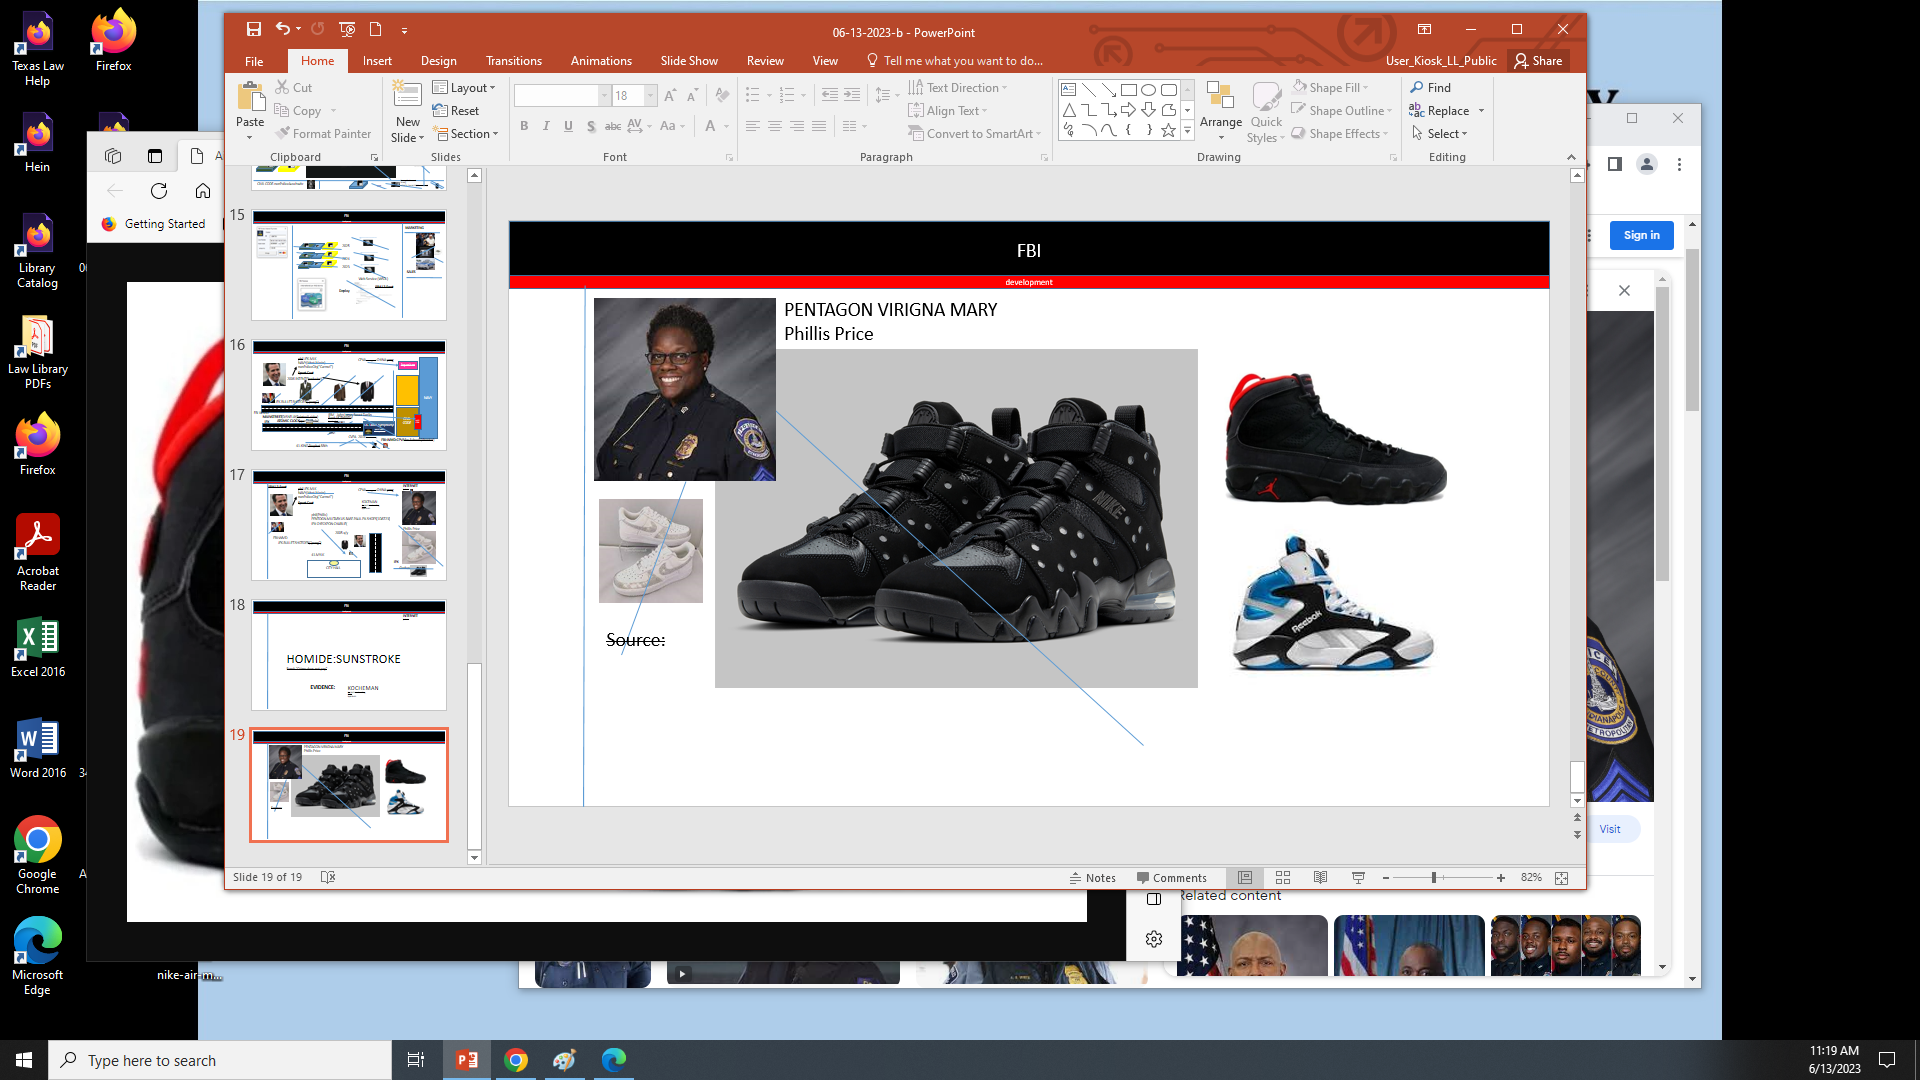 06-13-2023-b - PowerPoint
File
Home
Insert
Design
Transitions
Animations
Slide Show
Review
View
Tell me what you want to do...
User_Kiosk_LL_Public
Share
Paste
Cut
Copy
Format Painter
Clipboard
New
Slide
Layout
Reset
Section
Slides
18
Font
Text Direction
Align Text
Convert to SmartArt
Paragraph
Arrange
Quick
Styles
Shape Fill
Shape Outline
Shape Effects
Drawing
Find
Replace
Select
Editing
15
16
17
18
HOMIDE:SUNSTROKE
EVIDENCE:
KOCHEMAN
19
FBI
development
PENTAGON VIRIGNA MARY
Phillis Price
NIKE
Reebok
Source:
Slide 19 of 19
Notes
Comments
82%
Texas Law
Help
Firefox
Hein
Library
Catalog
Law Library
PDFs
Firefox
Acrobat
Reader
Excel 2016
Word 2016
Google
Chrome
Microsoft
Edge
Getting Started
nike-air-m...
Sign in
Visit
Related content
Type here to search
11:19 AM
6/13/2023